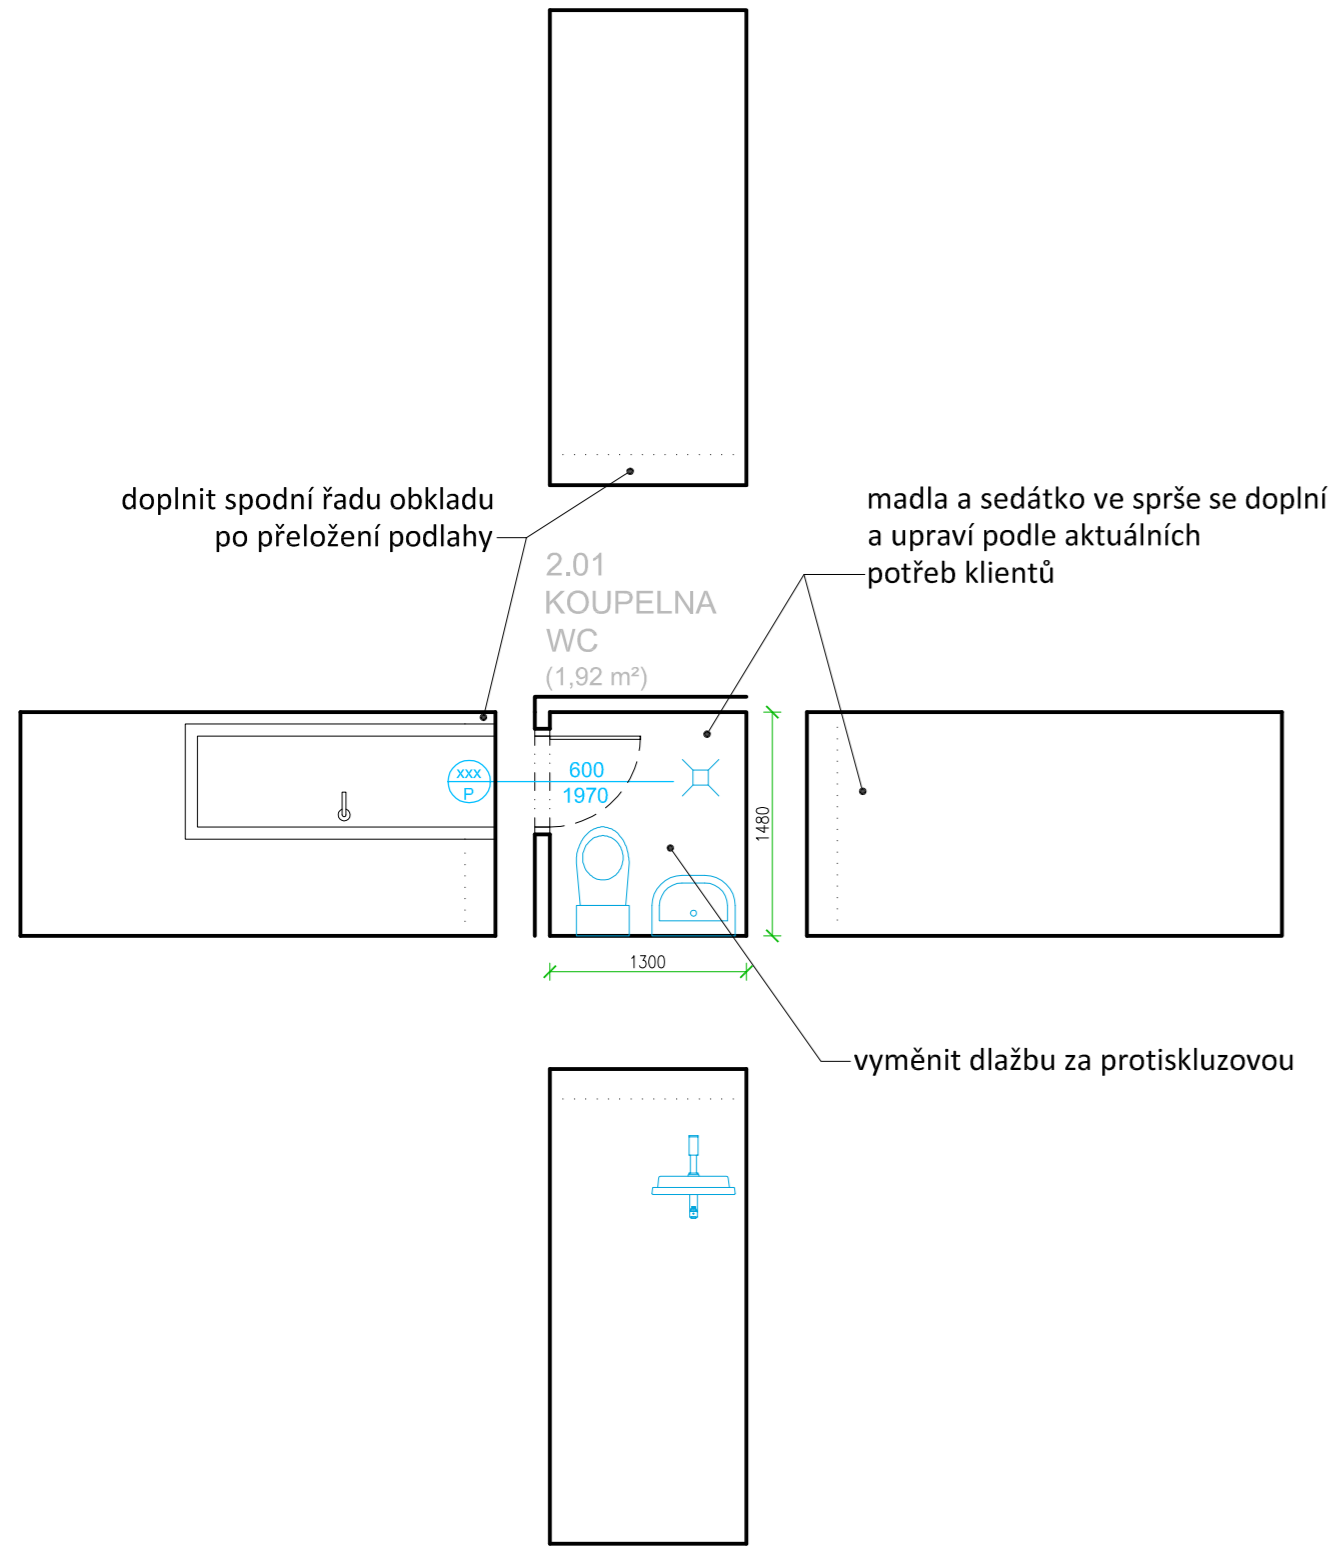 doplnit spodní řadu obkladu
po přeložení podlahy
madla a sedátko ve sprše se doplní
a upraví podle aktuálních
potřeb klientů
2.01
KOUPELNA
WC
(1,92 m²)
xxx
P
600
1970
1480
1300
vyměnit dlažbu za protiskluzovou